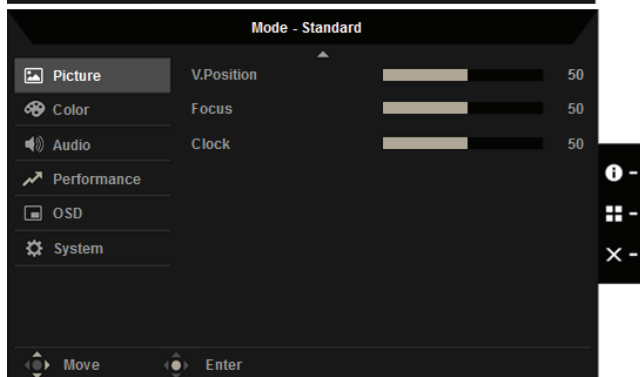 Mode - Standard
Picture
V.Position 50
Color
Focus 50
Audio
Clock 50
Performance
OSD
System
Move Enter